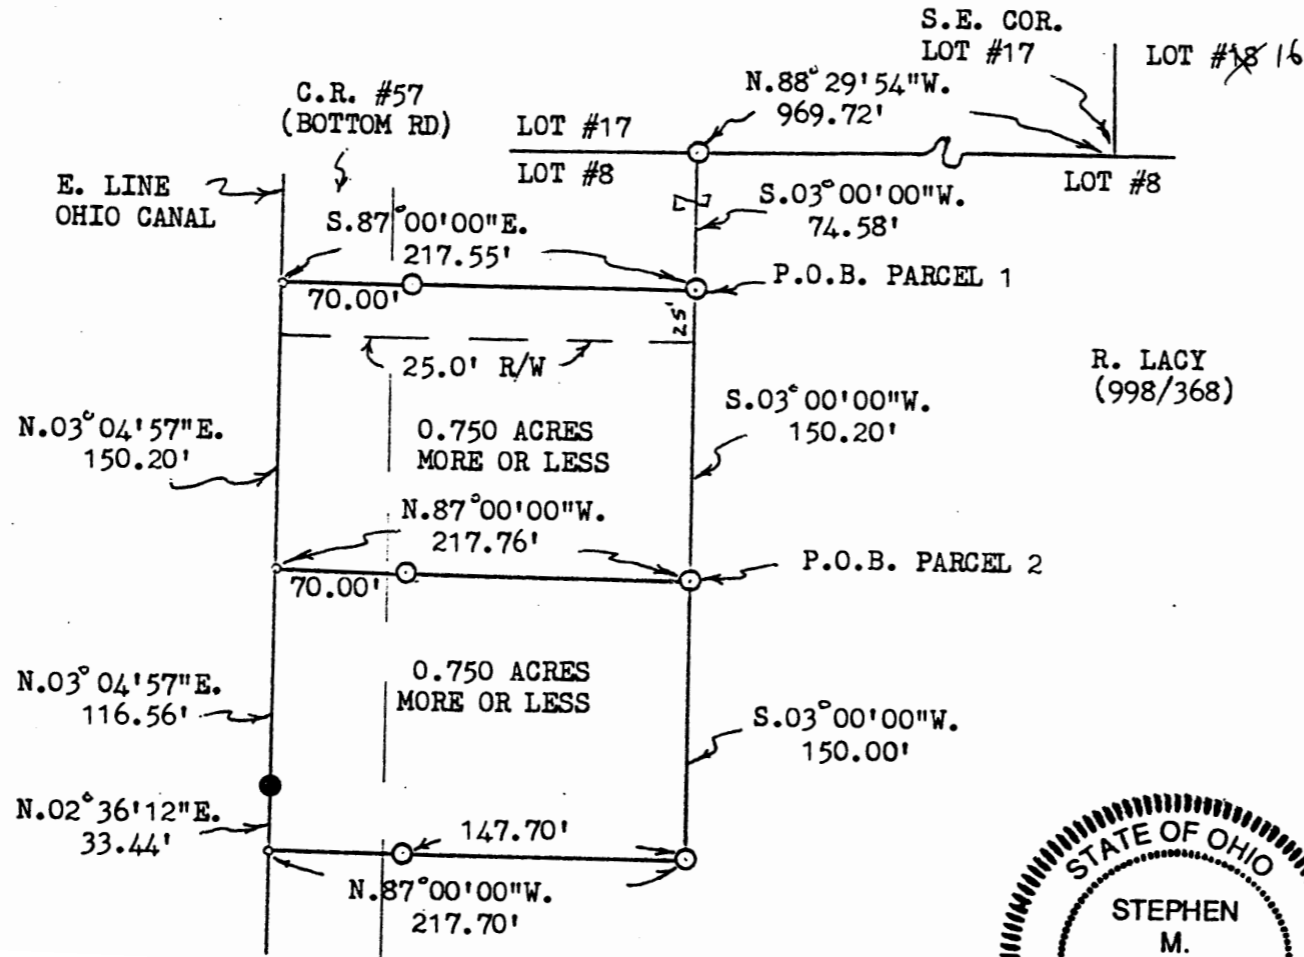 S.E. COR.
LOT #17
LOT #18 16
N.88°29'54"W.
969.72'
C.R. #57
(BOTTOM RD)
LOT #17
LOT #8
LOT #8
E. LINE
OHIO CANAL
S.03°00'00"W.
74.58'
S.87°00'00"E.
217.55'
P.O.B. PARCEL 1
70.00'
25'
25.0' R/W
R. LACY
(998/368)
N.03°04'57"E.
150.20'
0.750 ACRES
MORE OR LESS
S.03°00'00"W.
150.20'
N.87°00'00"W.
217.76'
P.O.B. PARCEL 2
70.00'
N.03°04'57"E.
116.56'
0.750 ACRES
MORE OR LESS
S.03°00'00"W.
150.00'
N.02°36'12"E.
33.44'
147.70'
N.87°00'00"W.
217.70'
STATE OF OHIO
STEPHEN
M.